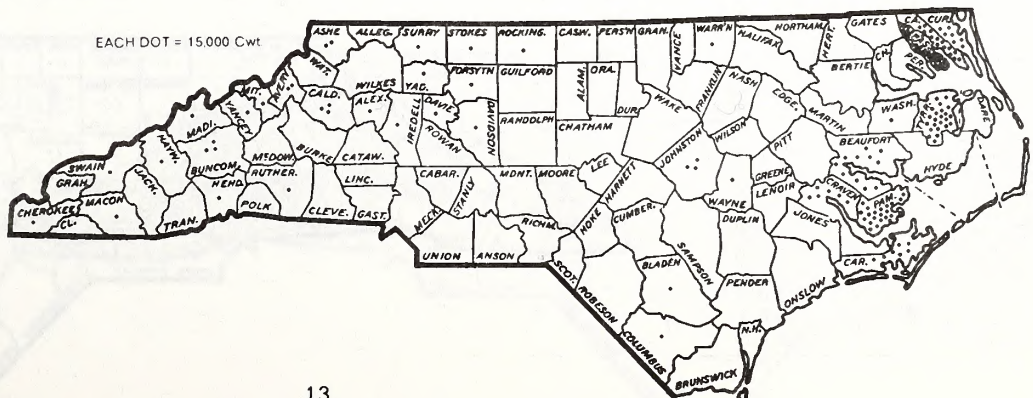 EACH DOT = 15,000 Cwt.
ASHE ALLEG. SURRY STOKES ROCKING. CASW. PERS'N GRAN. VANCE WARR'N HALIFAX NORTHAM. HERT. GATES CA. CUR.
WAT. WILKES YAD. FORSYTH GUILFORD ALAM. ORA. DUR. FRANKLIN NASH EDGE. BERTIE CH. PER.
MIT. AVERY CALD. ALEX. IREDELL DAVIE DAVIDSON RANDOLPH CHATHAM WAKE WILSON MARTIN WASH. TYR. DARE
MADI. YANCEY BURKE CATAW. ROWAN JOHNSTON PITT BEAUFORT HYDE
SWAIN HAYW. BUNCOM. McDOW. LINC. CABAR. MONT. MOORE LEE HARNETT WAYNE GREENE LENOIR CRAVEN PAM.
GRAH. JACK. HEND. RUTHER. STANLY
CHEROKEE MACON TRAN. POLK CLEVE. GAST. MECK. RICHM. HOKE CUMBER. SAMPSON DUPLIN JONES
CL. UNION ANSON SCOT. BLADEN PENDER ONSLOW CAR.
ROBESON
COLUMBUS N.H.
BRUNSWICK
13